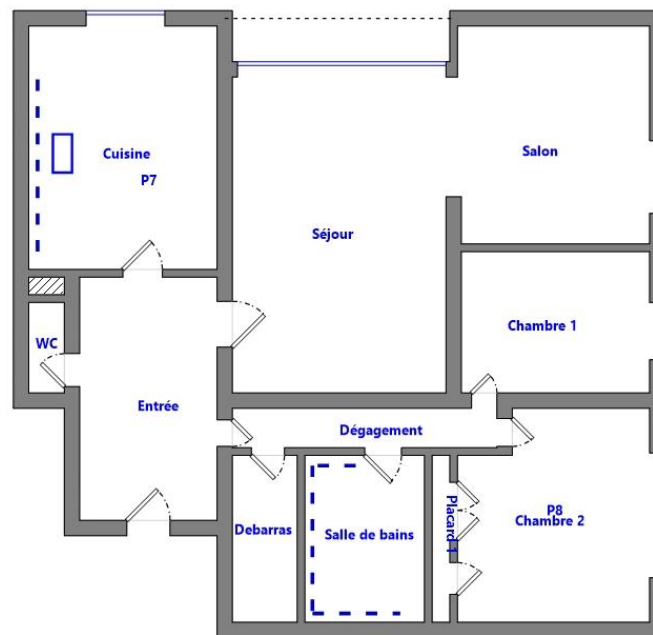 Cuisine
P7
Salon
Séjour
Chambre 1
WC
Entrée
Dégagement
Debarras
Salle de bains
Placard 1
P8
Chambre 2